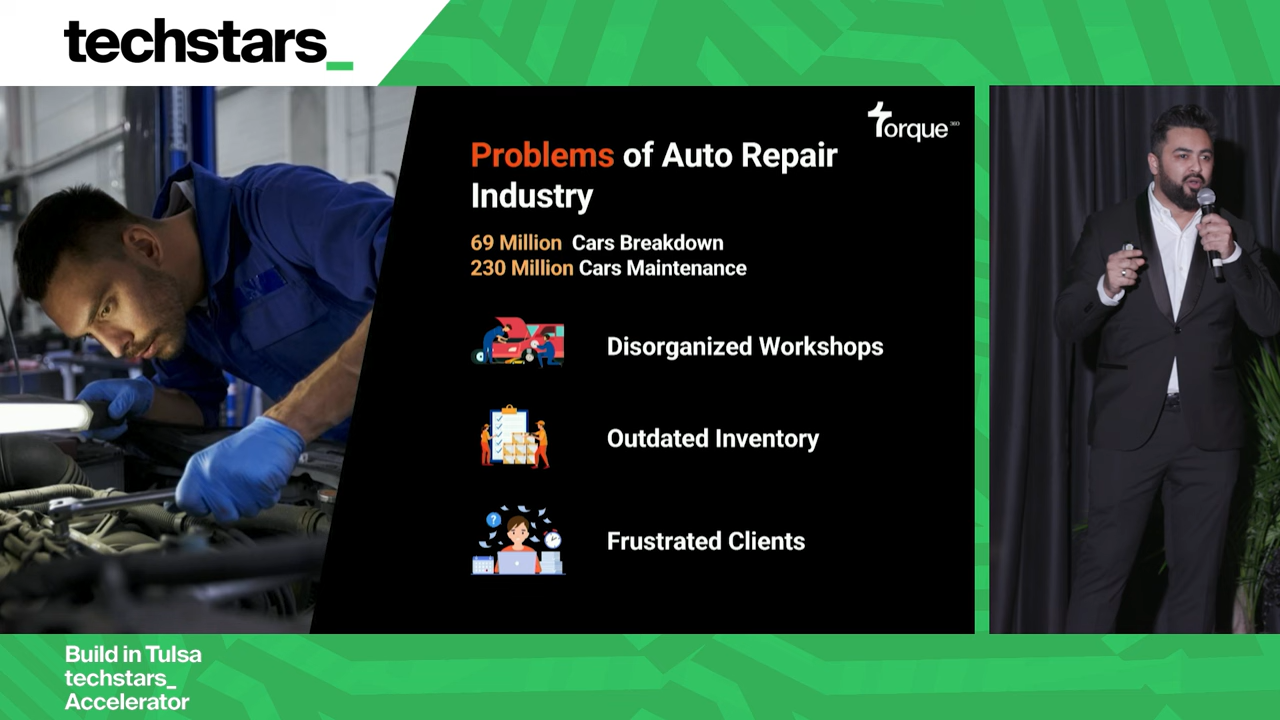 techstars_
Torque 360
Problems of Auto Repair
Industry
69 Million Cars Breakdown
230 Million Cars Maintenance
Disorganized Workshops
Outdated Inventory
Frustrated Clients
Build in Tulsa
techstars_
Accelerator